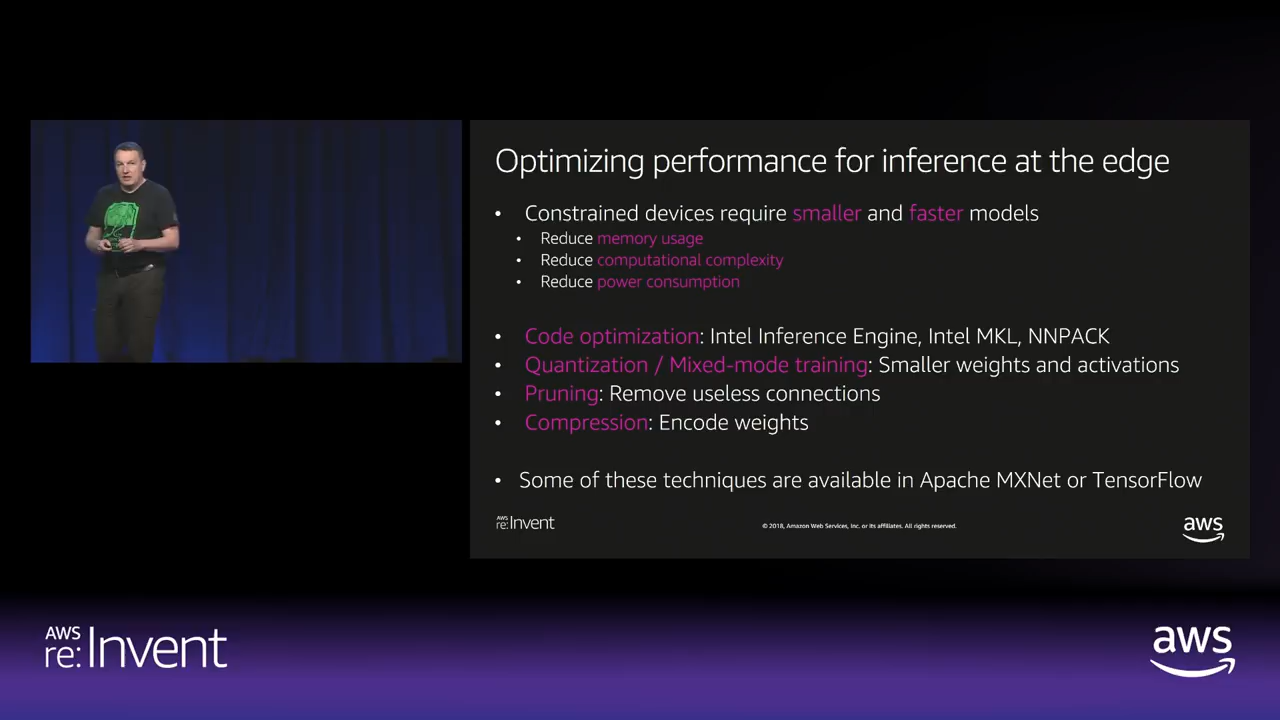 Optimizing performance for inference at the edge
• Constrained devices require smaller and faster models
• Reduce memory usage
• Reduce computational complexity
• Reduce power consumption
• Code optimization: Intel Inference Engine, Intel MKL, NNPACK
• Quantization / Mixed-mode training: Smaller weights and activations
• Pruning: Remove useless connections
• Compression: Encode weights
• Some of these techniques are available in Apache MXNet or TensorFlow
AWS
re:Invent
© 2018, Amazon Web Services, Inc. or its affiliates. All rights reserved.
aws
AWS
re:Invent
aws